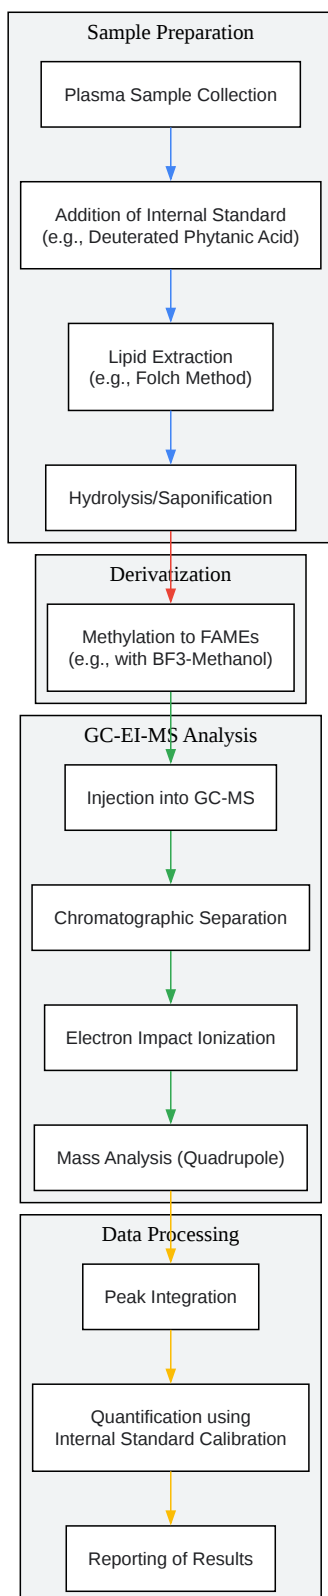 Sample Preparation
Plasma Sample Collection
Addition of Internal Standard
(e.g., Deuterated Phytanic Acid)
Lipid Extraction
(e.g., Folch Method)
Hydrolysis/Saponification
Derivatization
Methylation to FAMEs
(e.g., with BF3-Methanol)
GC-EI-MS Analysis
Injection into GC-MS
Chromatographic Separation
Electron Impact Ionization
Mass Analysis (Quadrupole)
Data Processing
Peak Integration
Quantification using
Internal Standard Calibration
Reporting of Results